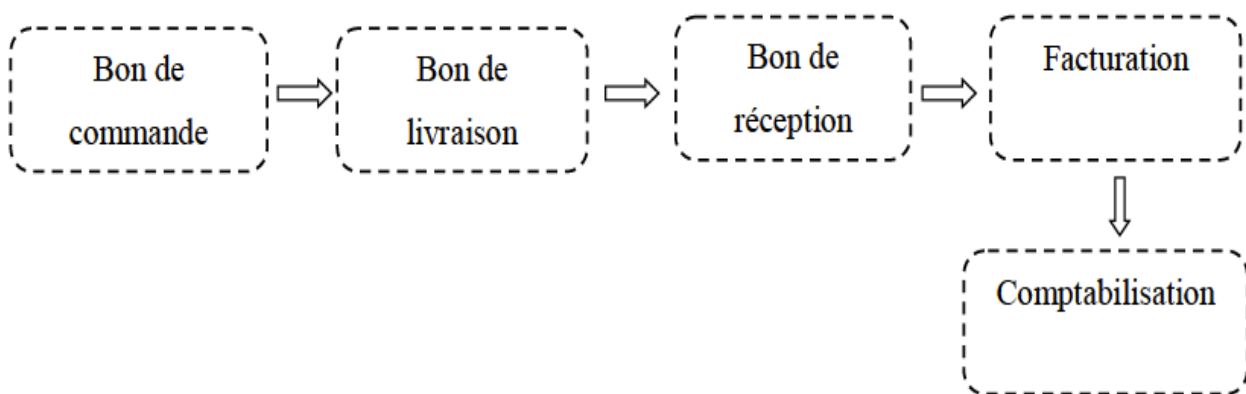 Bon de
commande
Bon de
livraison
Bon de
réception
Facturation
Comptabilisation